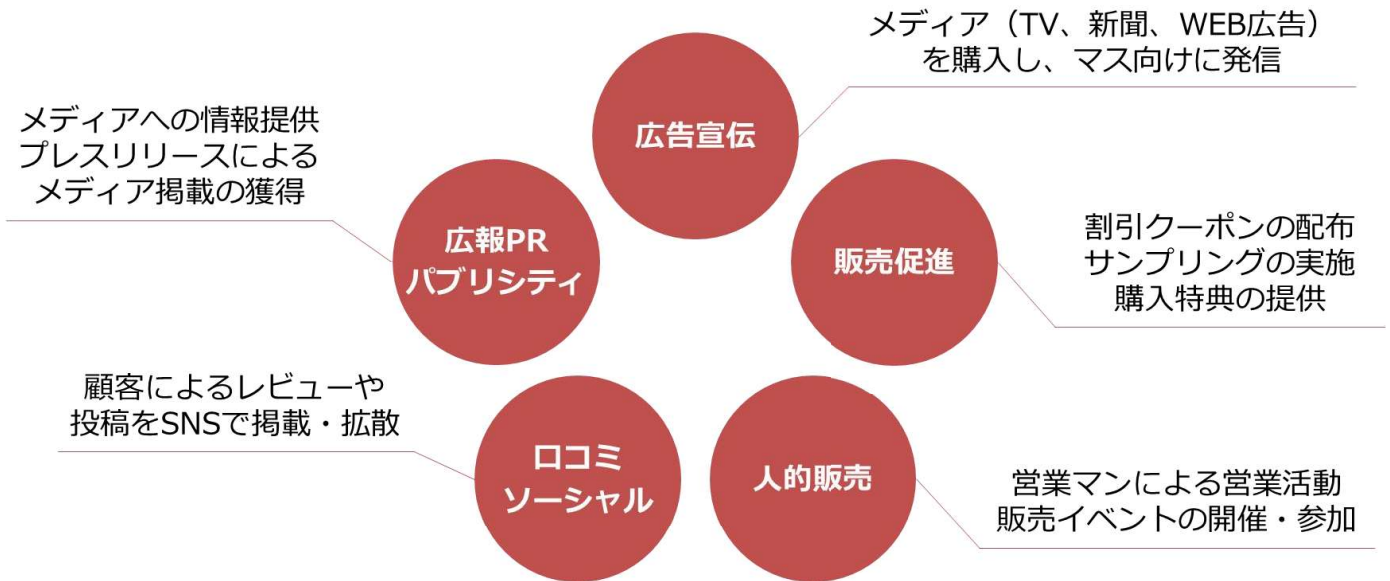 メディア（TV、新聞、WEB広告）
を購入し、マス向けに発信
広告宣伝
メディアへの情報提供
プレスリリースによる
メディア掲載の獲得
広報PR
パブリシティ
販売促進
割引クーポンの配布
サンプリングの実施
購入特典の提供
顧客によるレビューや
投稿をSNSで掲載・拡散
口コミ
ソーシャル
人的販売
営業マンによる営業活動
販売イベントの開催・参加